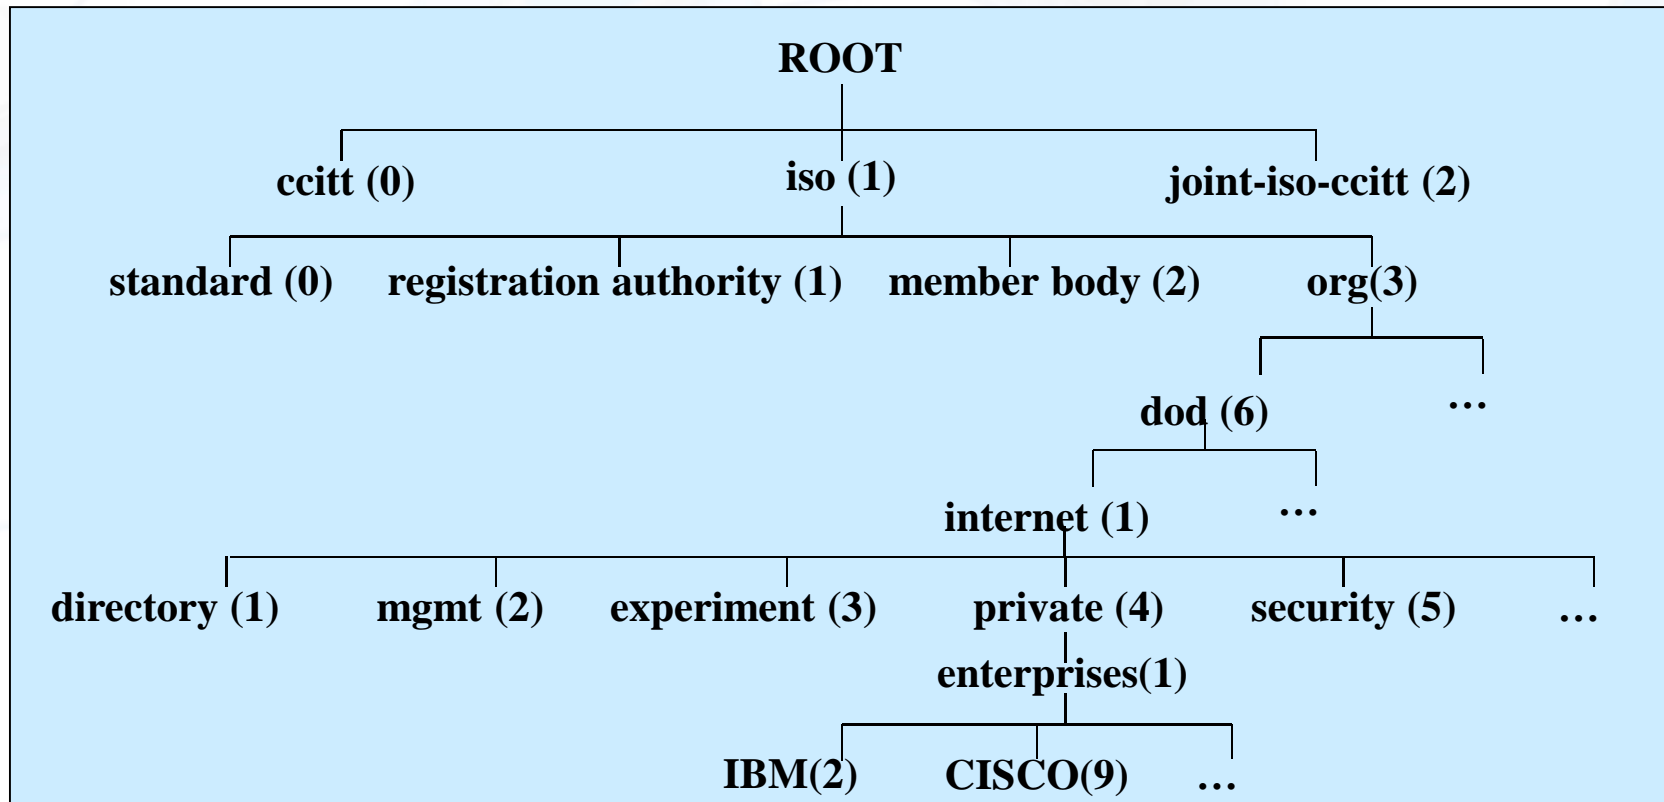 ROOT
ccitt (0) iso (1) joint-iso-ccitt (2)
standard (0) registration authority (1) member body (2) org(3)
dod (6) …
internet (1) …
directory (1) mgmt (2) experiment (3) private (4) security (5) …
enterprises(1)
IBM(2) CISCO(9) …